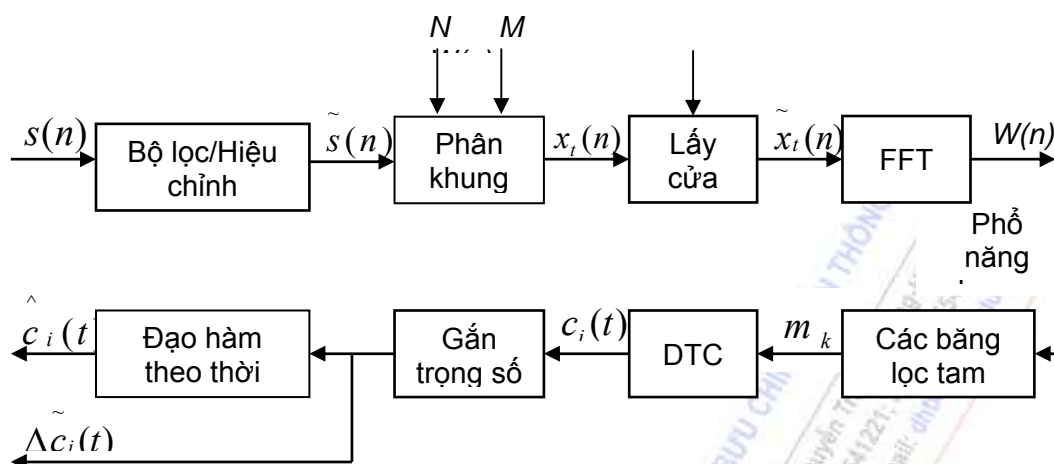 N M
s(n)
Bộ lọc/Hiệu
chỉnh
s̃(n)
Phân
khung
xₜ(n)
Lấy
cửa
x̃ₜ(n)
FFT
W(n)
Phổ
năng
ĉᵢ(t)
Đạo hàm
theo thời
Gắn
trọng số
cᵢ(t)
DTC
mₖ
Các băng
lọc tam
Δc̃ᵢ(t)